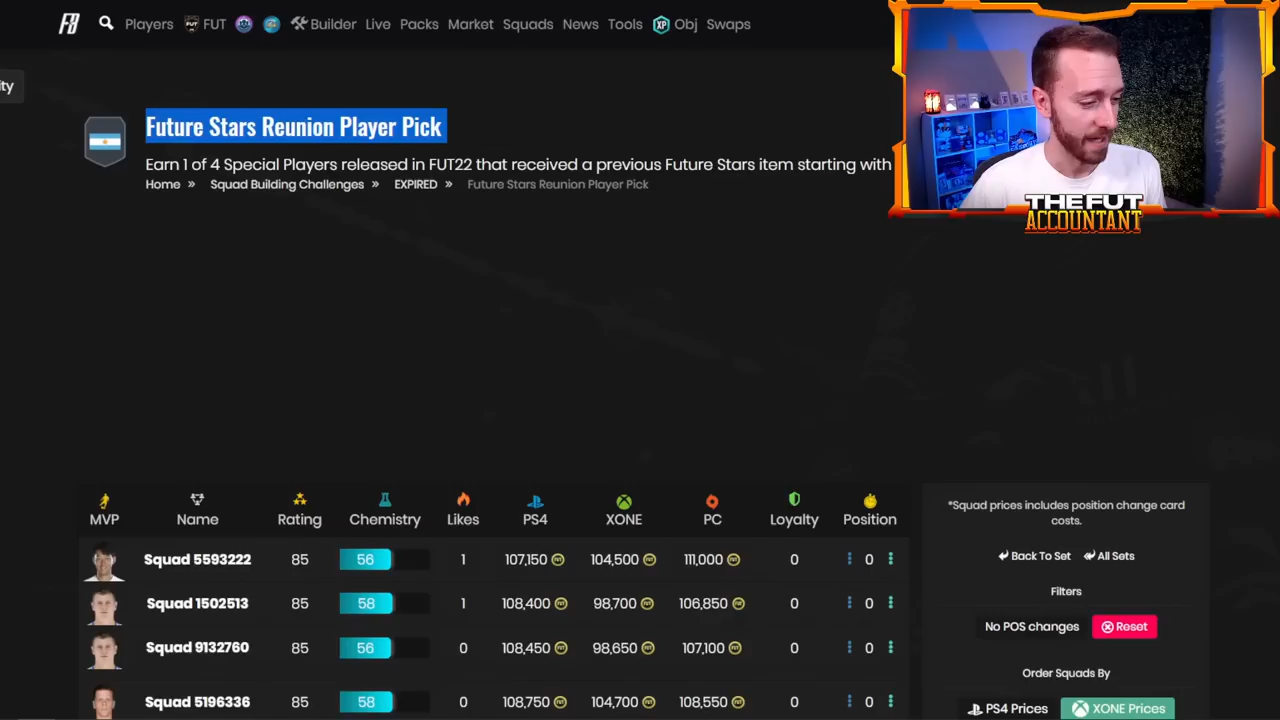 Players FUT Builder Live Packs Market Squads News Tools XP Obj Swaps
ty
Future Stars Reunion Player Pick
Earn 1 of 4 Special Players released in FUT22 that received a previous Future Stars item starting with
Home » Squad Building Challenges » EXPIRED » Future Stars Reunion Player Pick
THE FUT
ACCOUNTANT
MVP Name Rating Chemistry Likes PS4 XONE PC Loyalty Position
Squad 5593222 85 56 1 107,150 104,500 111,000 0 0
Squad 1502513 85 58 1 108,400 98,700 106,850 0 0
Squad 9132760 85 56 0 108,450 98,650 107,100 0 0
Squad 5196336 85 58 0 108,750 104,700 108,550 0 0
*Squad prices includes position change card
costs.
Back To Set All Sets
Filters
No POS changes Reset
Order Squads By
PS4 Prices XONE Prices